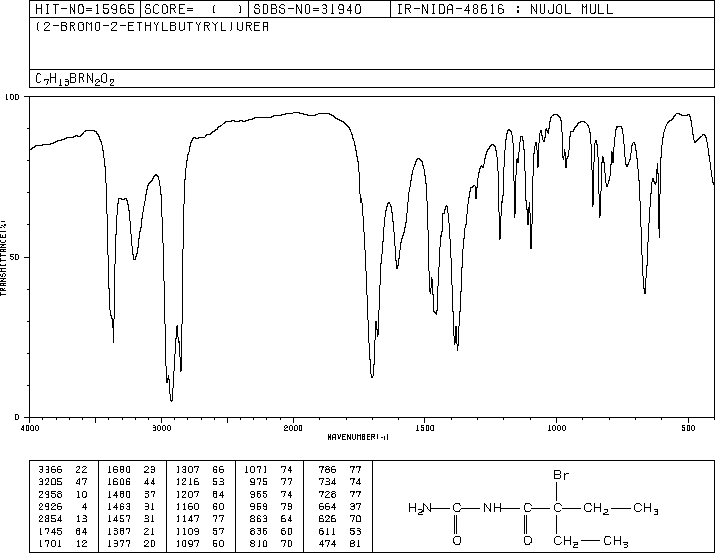 HIT-NO=15965 SCORE= ( ) SDBS-NO=31940 IR-NIDA-48616 : NUJOL MULL
(2-BROMO-2-ETHYLBUTYRYL)UREA
C7H13BRN2O2
100
50
0
TRANSMITTANCE(%)
4000 3000 2000 1500 1000 500
WAVENUMBER(-1)
3366 22 1680 29 1307 66 1071 74 786 77
3205 47 1606 44 1216 53 975 77 734 74
2958 10 1480 37 1207 84 965 74 728 77
2926 4 1463 31 1160 60 959 79 664 37
2854 13 1457 31 1147 77 863 64 626 70
1745 64 1387 21 1109 57 836 60 611 53
1701 12 1377 20 1097 50 810 70 474 81
Br
H2N—C—NH—C—C—CH2—CH3
O O CH2—CH3